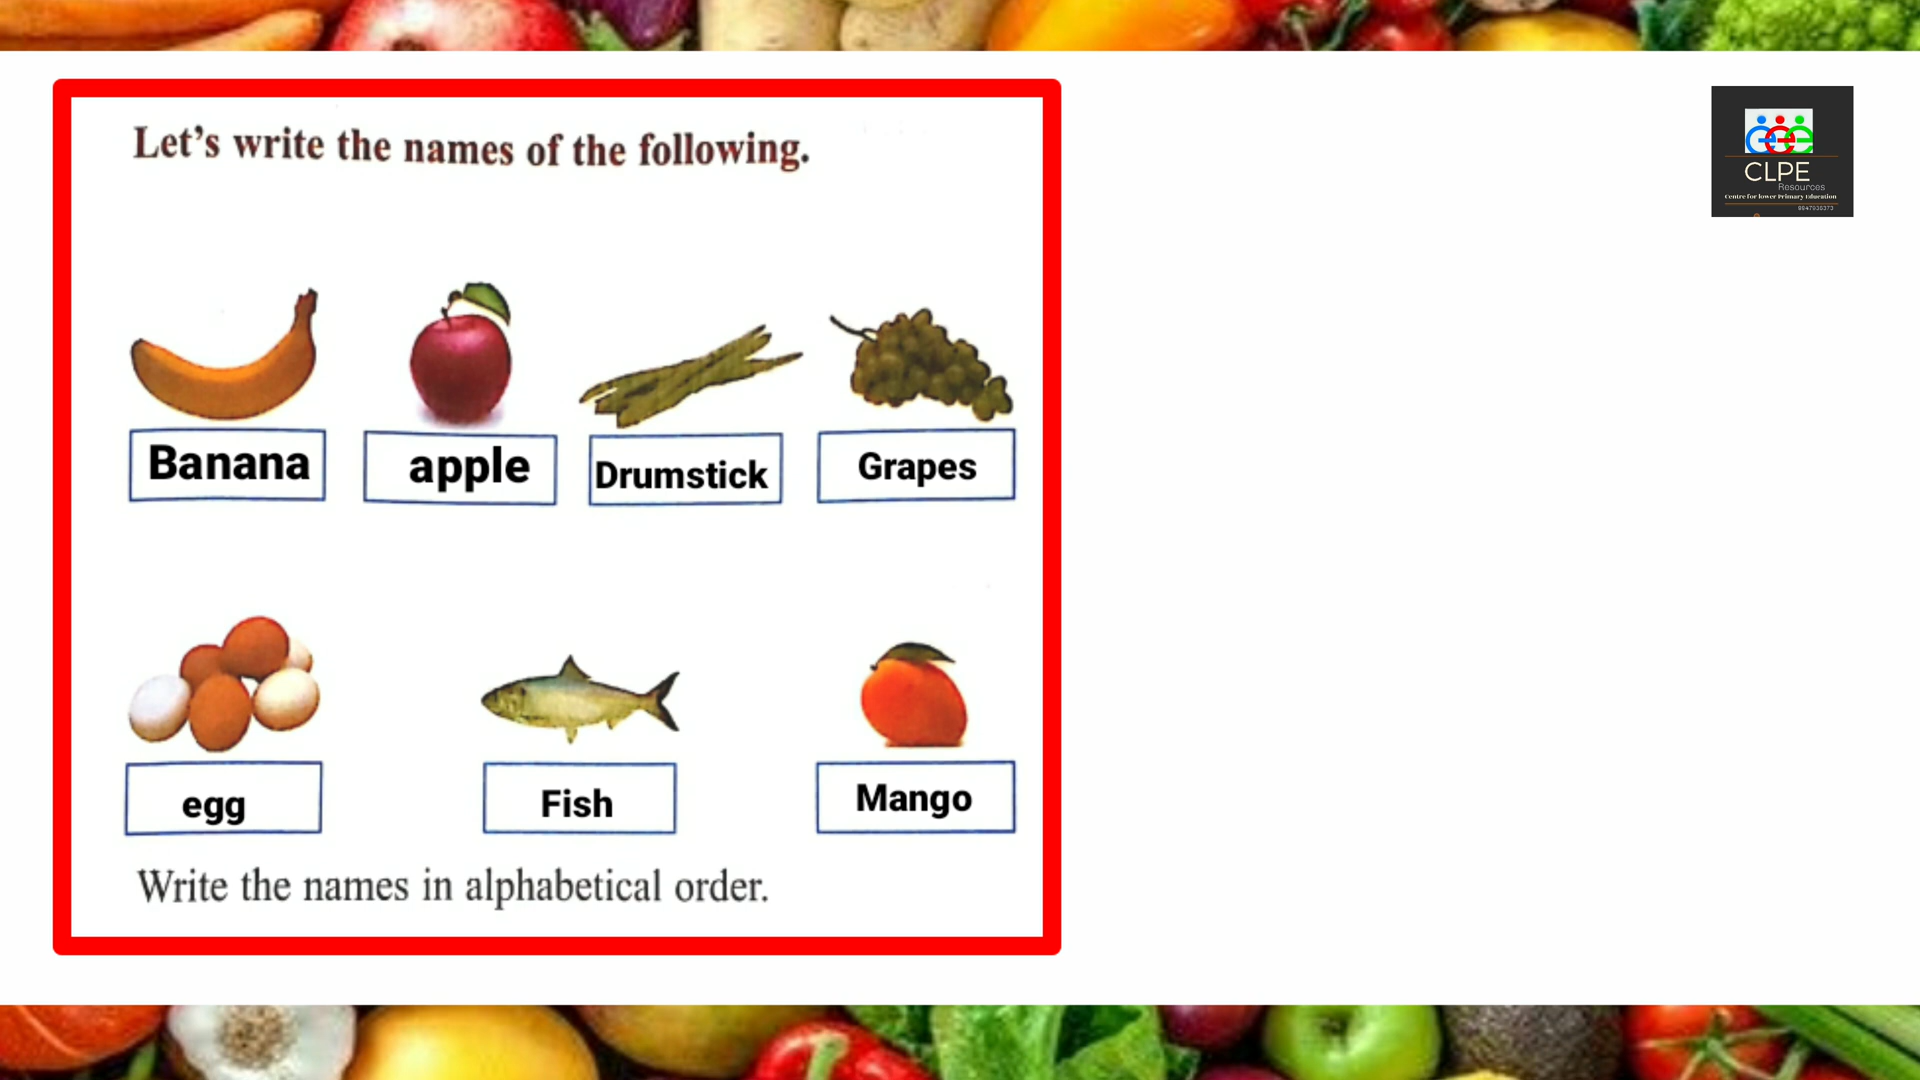 Let's write the names of the following.
Banana
apple
Drumstick
Grapes
egg
Fish
Mango
Write the names in alphabetical order.
CLPE
Resources
Centre for lower Primary Education